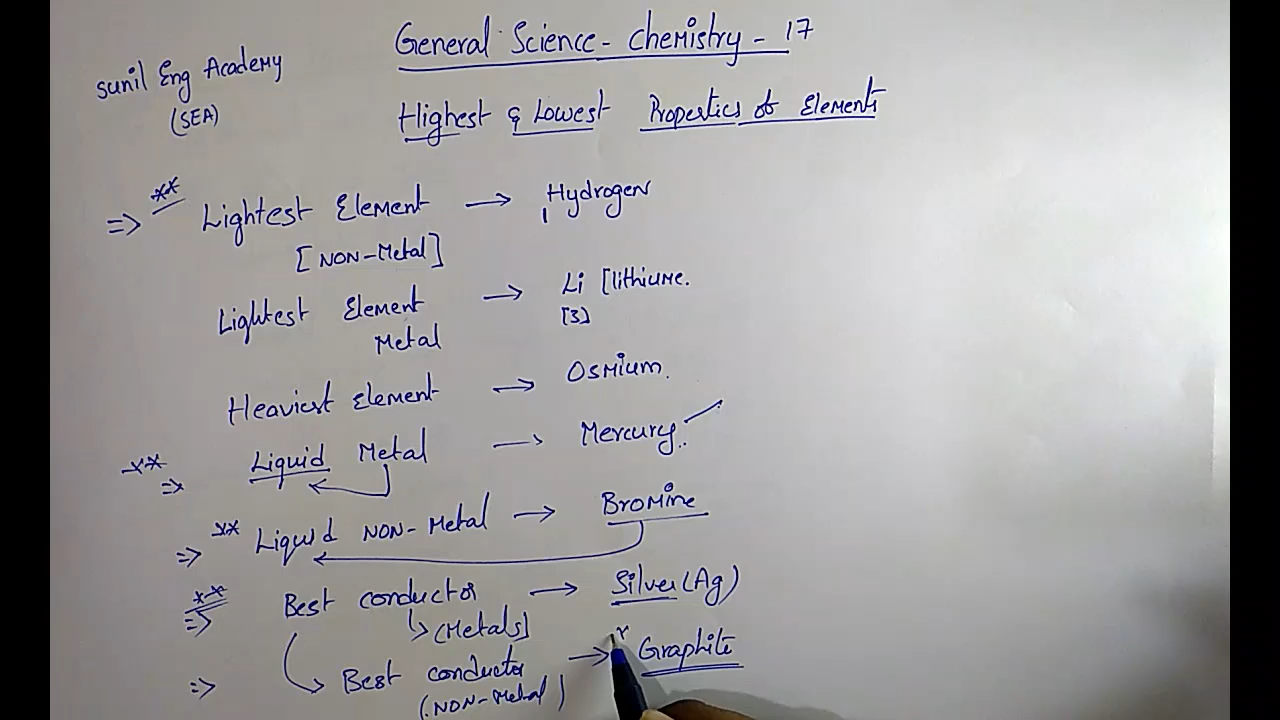 General Science - Chemistry - 17
Sunil Eng Academy
(SEA)
Highest & Lowest Properties of Elements
=> ** Lightest Element → 1Hydrogen
[NON-Metal]
Lightest Element → Li [lithiume.
Metal [3]
Heaviest element → Osmium.
** => Liquid Metal → Mercury..
** => Liquid NON-Metal → Bromine
** => Best conductor → Silver(Ag)
(Metals]
=> Best conductor → * Graphite
(NON-Metal)